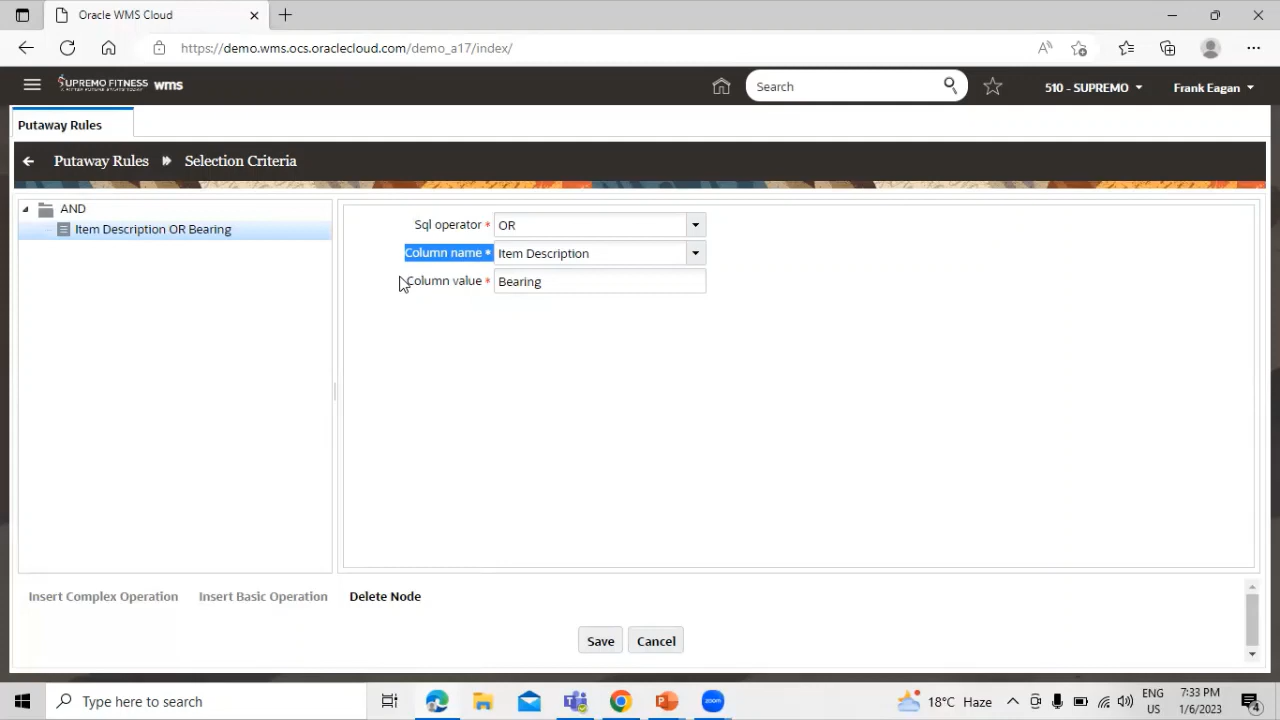 Oracle WMS Cloud
https://demo.wms.ocs.oraclecloud.com/demo_a17/index/
SUPREMO FITNESS wms
Search
510 - SUPREMO
Frank Eagan
Putaway Rules
Putaway Rules
Selection Criteria
AND
Item Description OR Bearing
Sql operator * OR
Column name * Item Description
Column value * Bearing
Insert Complex Operation
Insert Basic Operation
Delete Node
Save
Cancel
Type here to search
zoom
18°C Haze
ENG
US
7:33 PM
1/6/2023
4